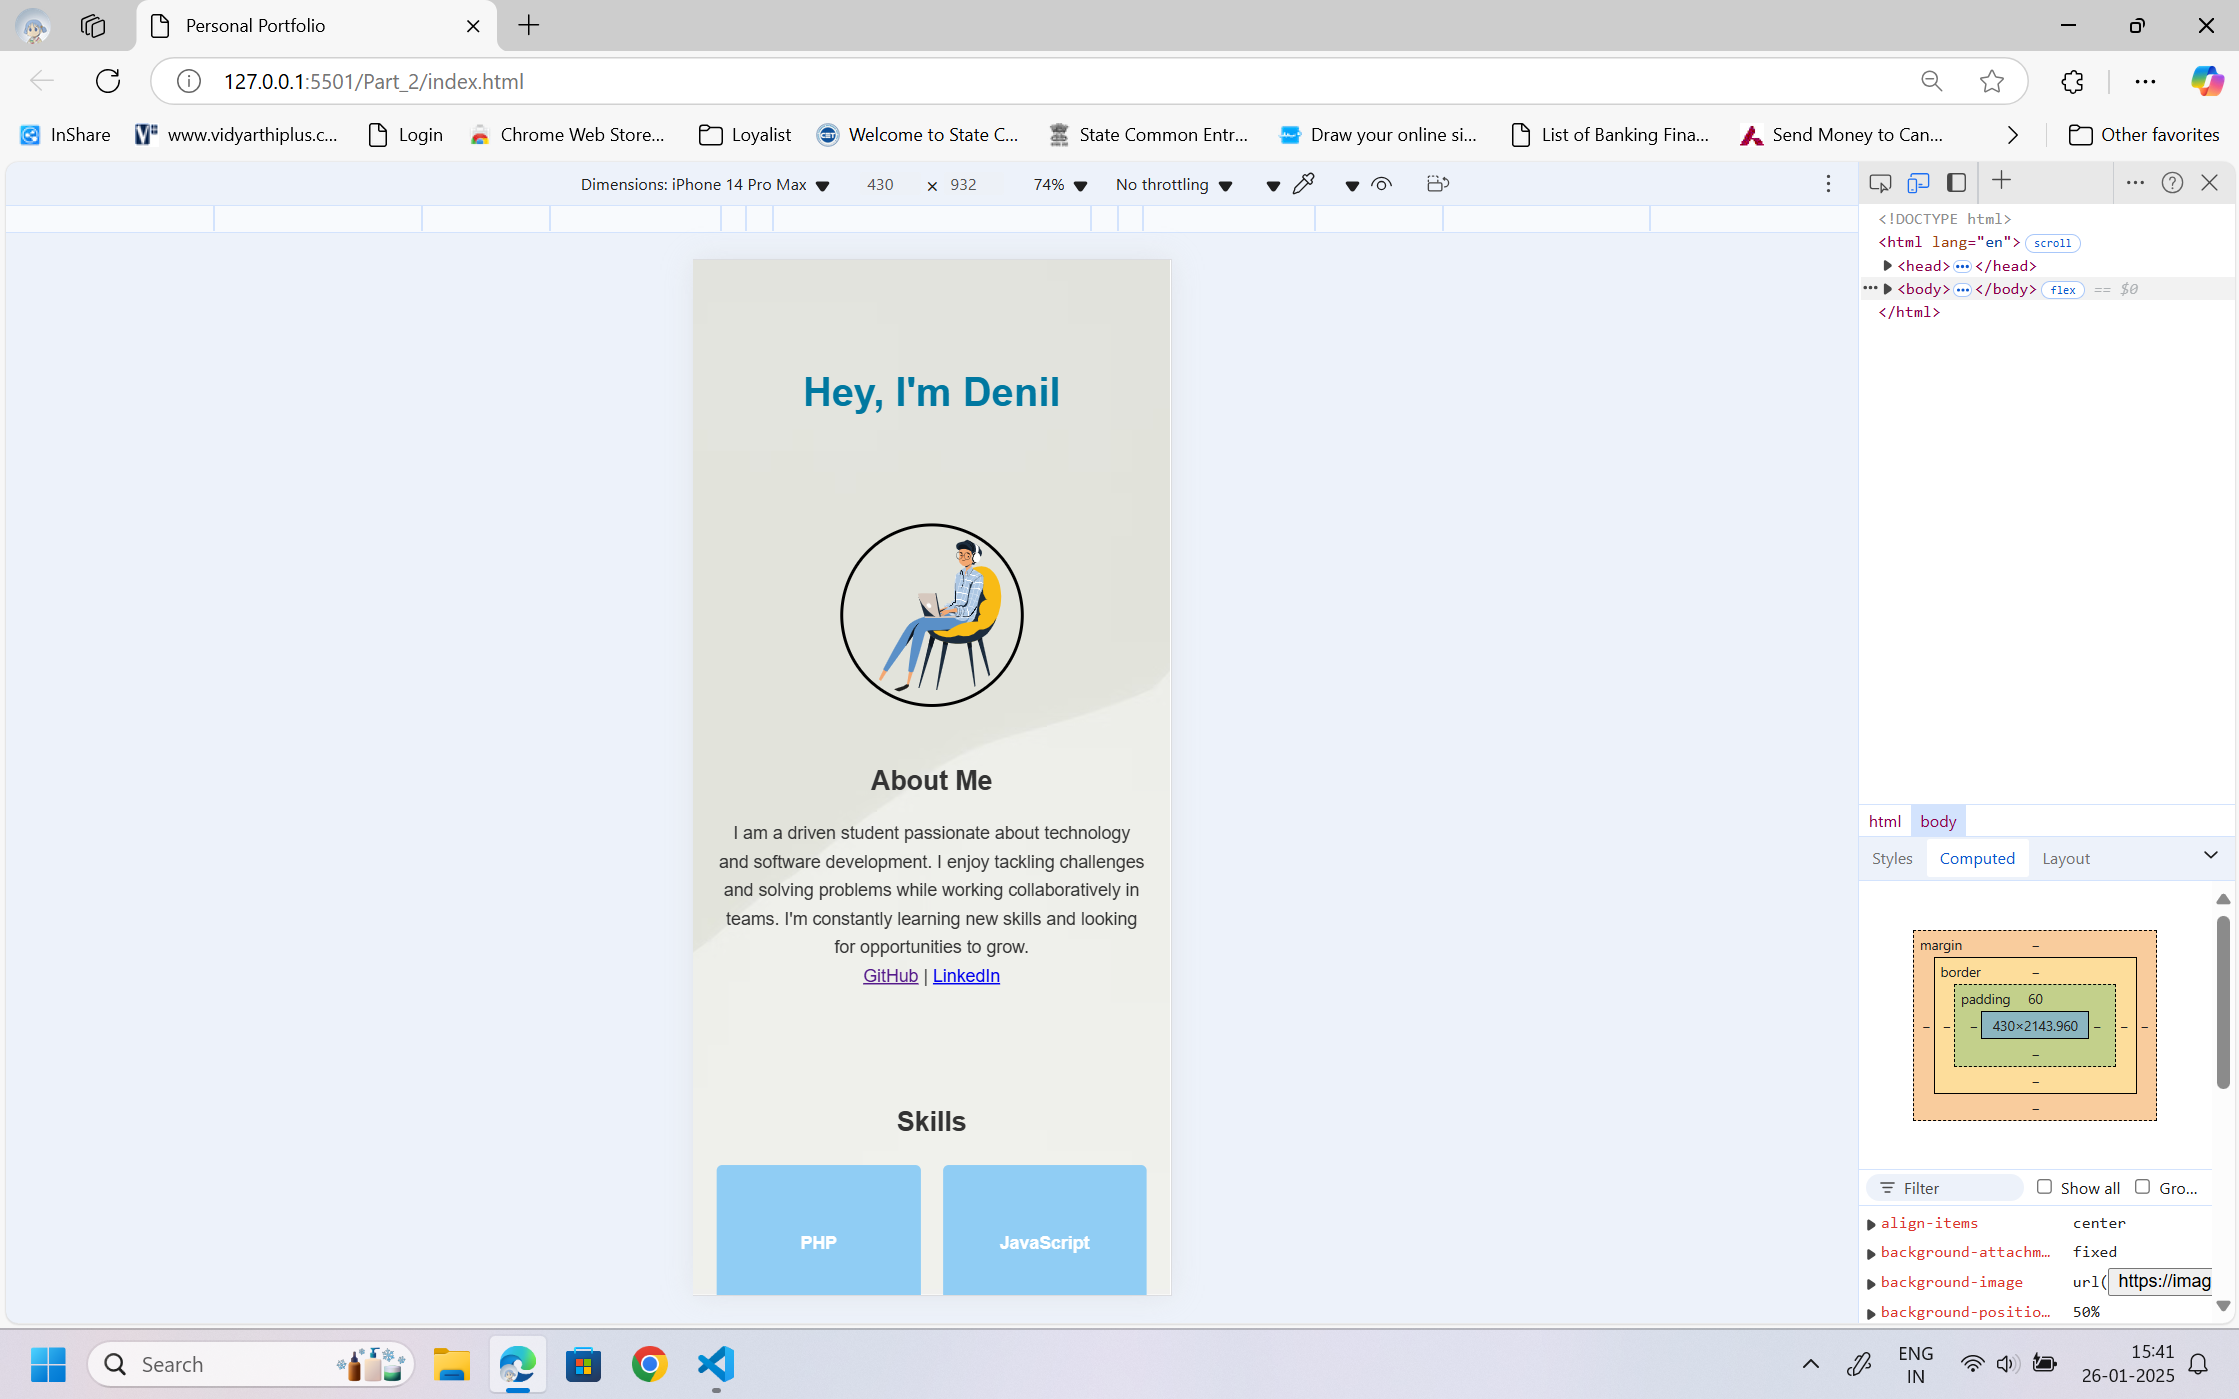 Personal Portfolio
127.0.0.1:5501/Part_2/index.html
InShare
www.vidyarthiplus.c...
Login
Chrome Web Store...
Loyalist
Welcome to State C...
State Common Entr...
Draw your online si...
List of Banking Fina...
Send Money to Can...
Other favorites
Dimensions: iPhone 14 Pro Max 430 × 932 74% No throttling
<!DOCTYPE html>
<html lang="en"> scroll
<head> ••• </head>
••• <body> ••• </body> flex == $0
</html>
Hey, I'm Denil
About Me
I am a driven student passionate about technology
and software development. I enjoy tackling challenges
and solving problems while working collaboratively in
teams. I'm constantly learning new skills and looking
for opportunities to grow.
GitHub | LinkedIn
Skills
PHP
JavaScript
html body
Styles Computed Layout
margin –
border –
padding 60
– – – 430×2143.960 – – –
–
–
–
Filter Show all Gro...
align-items center
background-attachm... fixed
background-image url( https://imag
background-positio... 50%
Search
ENG
IN
15:41
26-01-2025